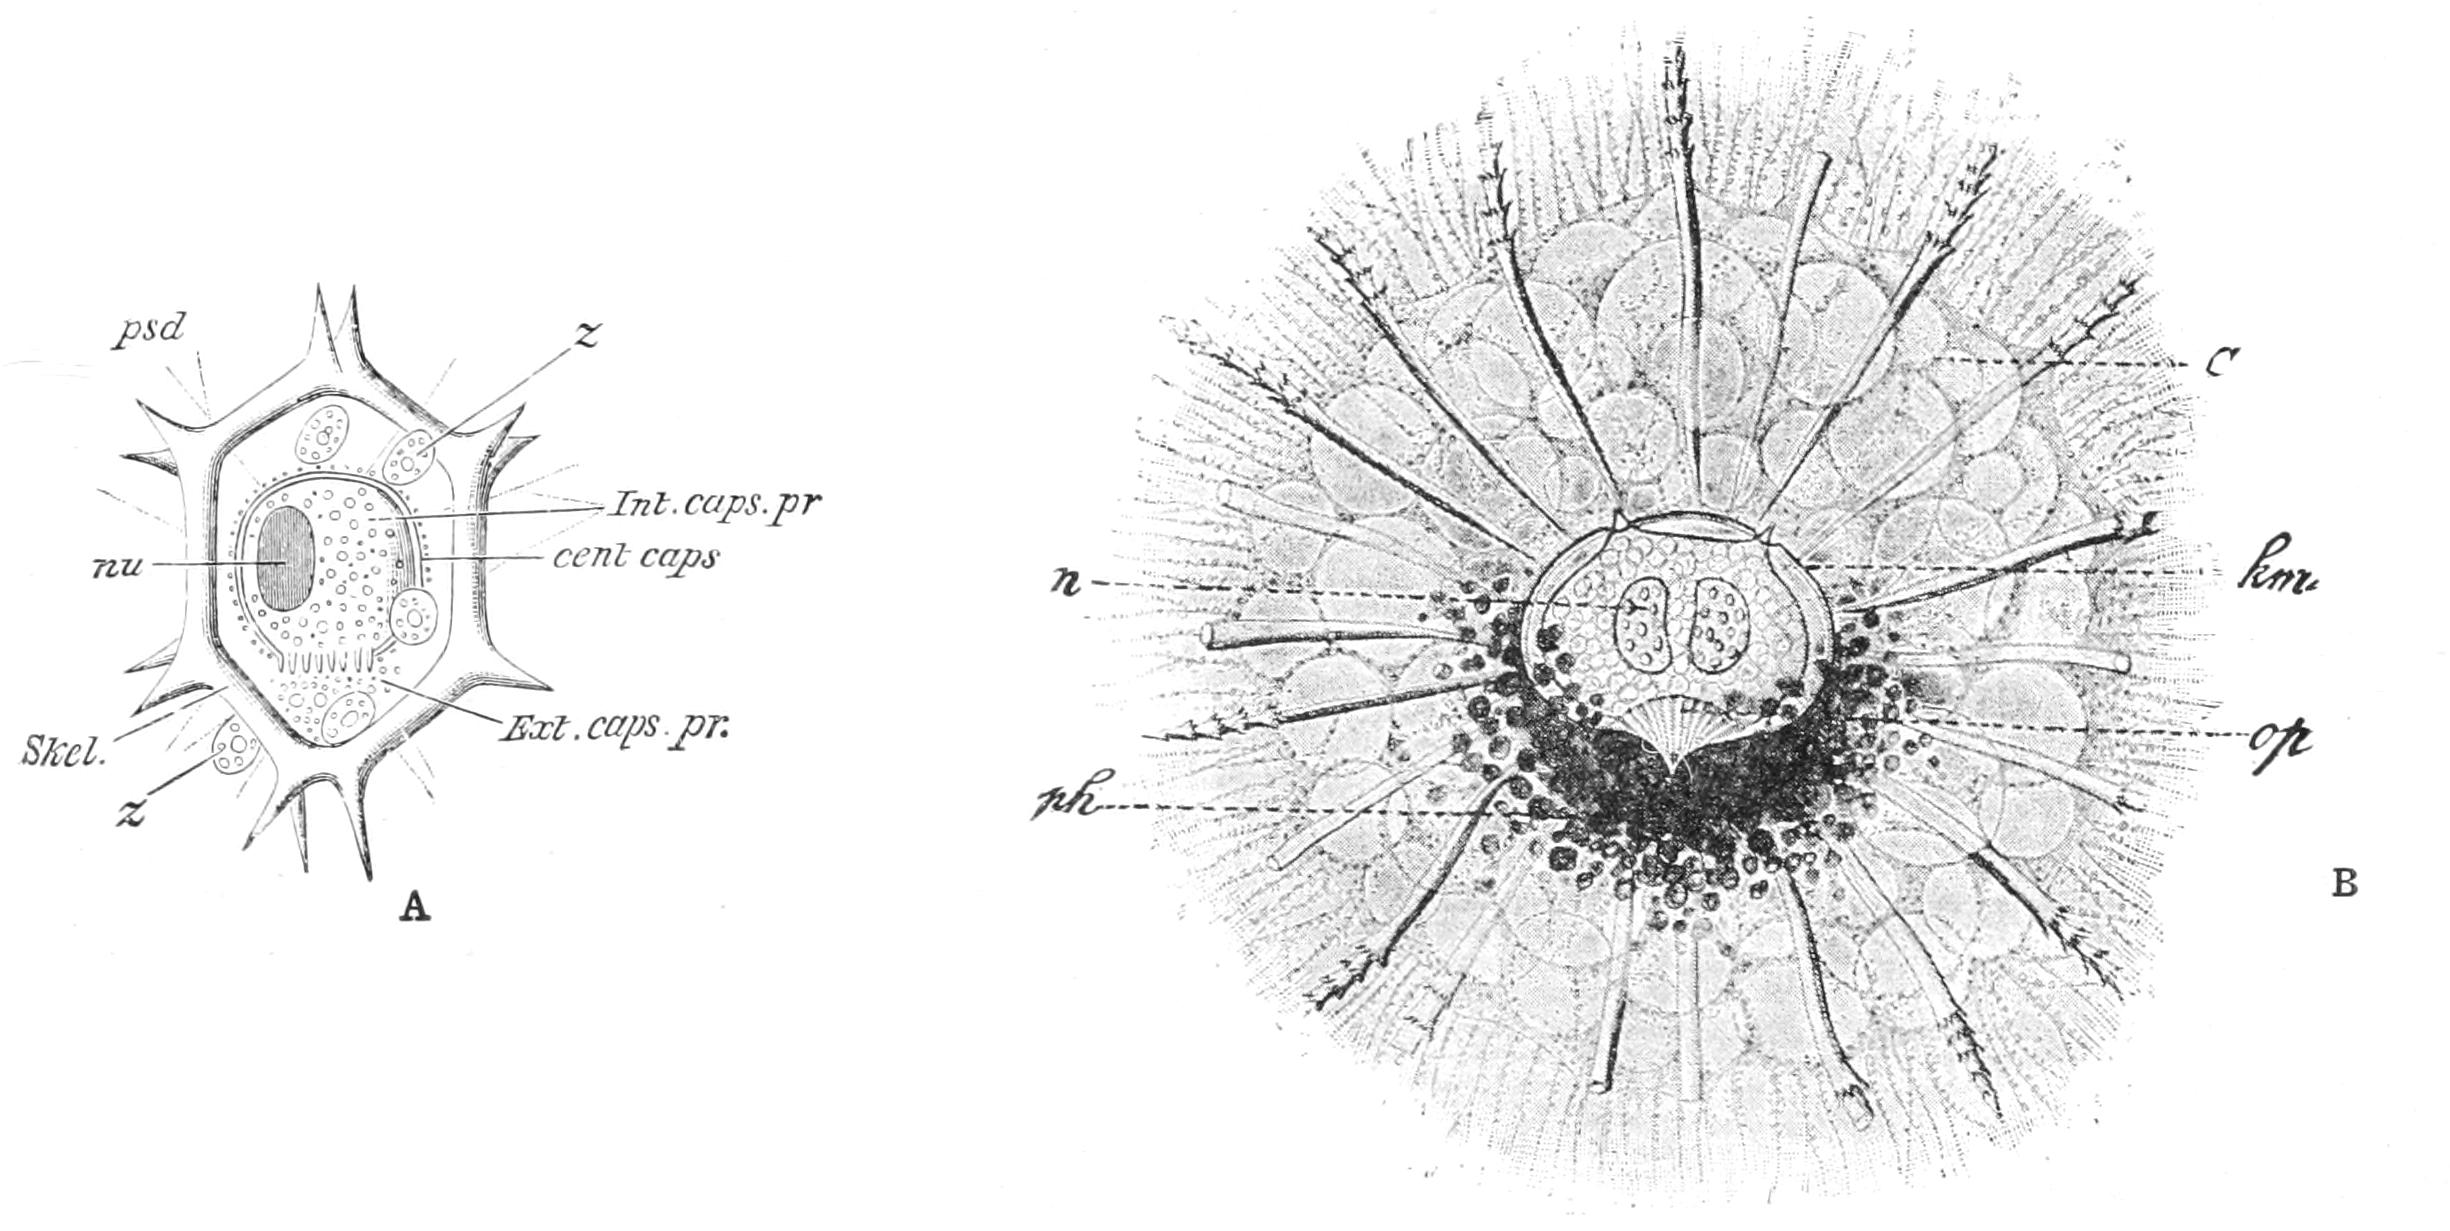 psd
z
Int. caps. pr
cent caps
nu
Ext. caps. pr.
Skel.
z
A
c
km.
n
op
ph
B